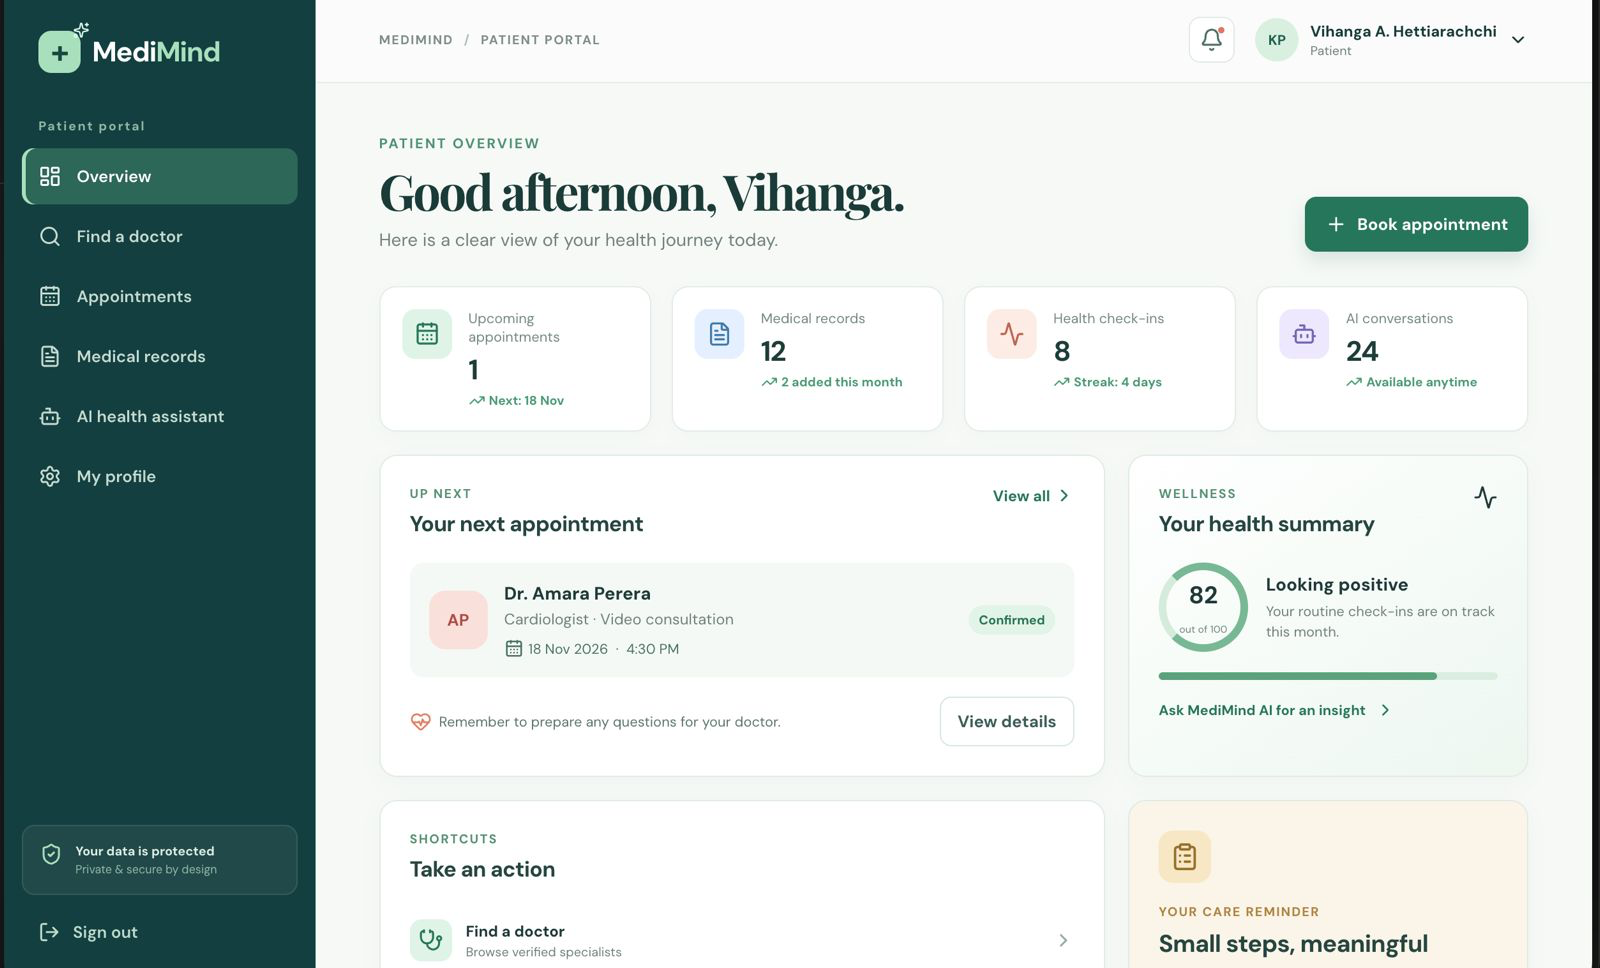 MediMind
Patient portal
Overview
Find a doctor
Appointments
Medical records
AI health assistant
My profile
Your data is protected
Private & secure by design
Sign out
MEDIMIND / PATIENT PORTAL
KP
Vihanga A. Hettiarachchi
Patient
PATIENT OVERVIEW
Good afternoon, Vihanga.
Here is a clear view of your health journey today.
Book appointment
Upcoming
appointments
1
Next: 18 Nov
Medical records
12
2 added this month
Health check-ins
8
Streak: 4 days
AI conversations
24
Available anytime
UP NEXT
Your next appointment
View all
AP
Dr. Amara Perera
Cardiologist · Video consultation
18 Nov 2026 · 4:30 PM
Confirmed
Remember to prepare any questions for your doctor.
View details
WELLNESS
Your health summary
82
out of 100
Looking positive
Your routine check-ins are on track
this month.
Ask MediMind AI for an insight
SHORTCUTS
Take an action
Find a doctor
Browse verified specialists
YOUR CARE REMINDER
Small steps, meaningful